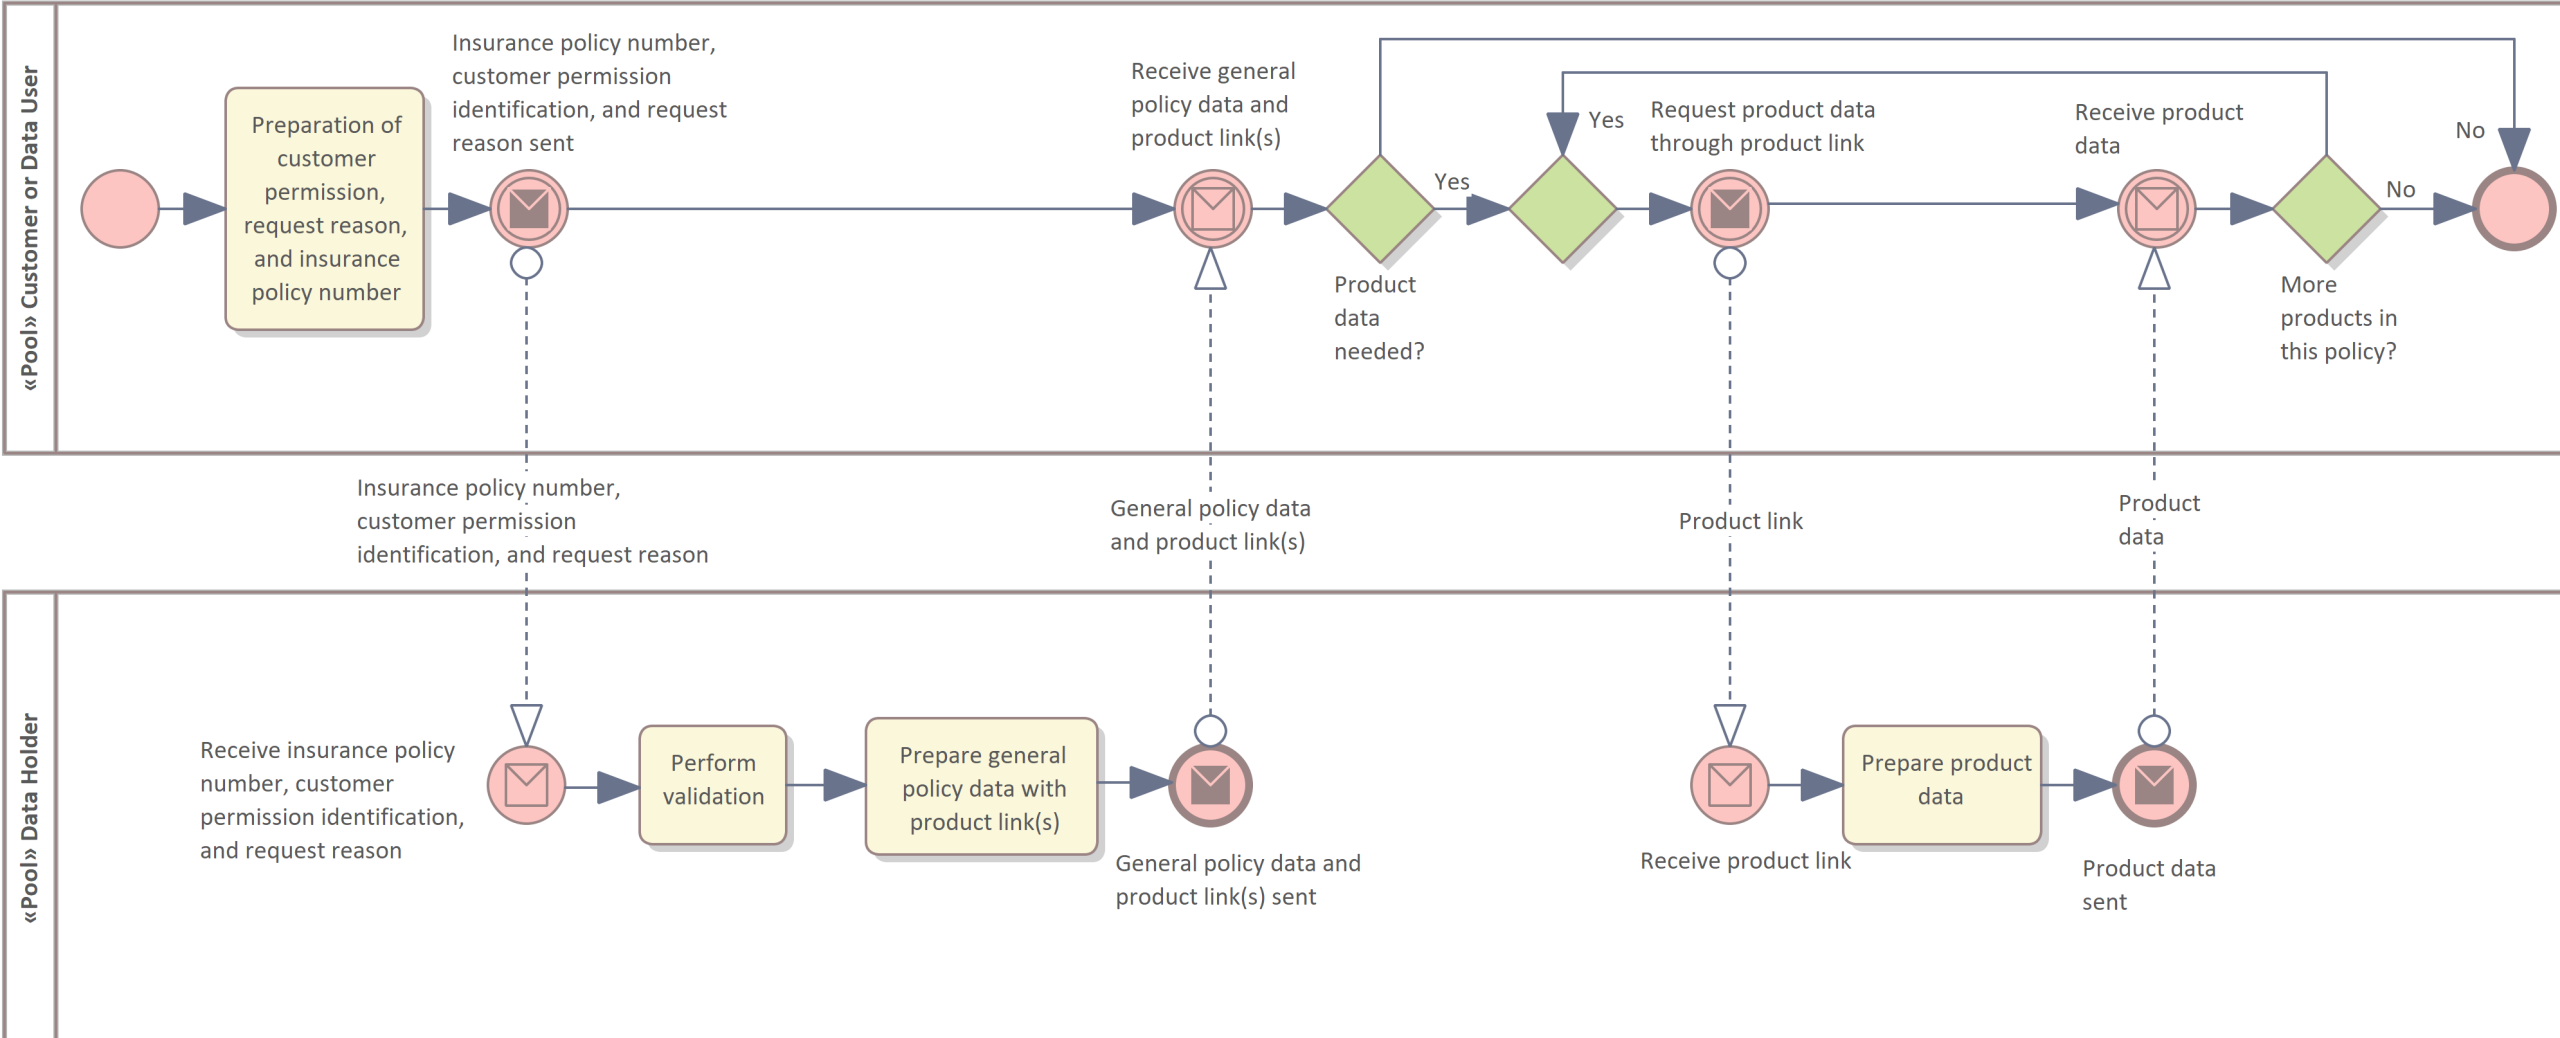 «Pool» Customer or Data User
Preparation of
customer
permission,
request reason,
and insurance
policy number
Insurance policy number,
customer permission
identification, and request
reason sent
Receive general
policy data and
product link(s)
Product
data
needed?
Yes
Yes
Request product data
through product link
Receive product
data
More
products in
this policy?
No
No
Insurance policy number,
customer permission
identification, and request reason
General policy data
and product link(s)
Product link
Product
data
«Pool» Data Holder
Receive insurance policy
number, customer
permission identification,
and request reason
Perform
validation
Prepare general
policy data with
product link(s)
General policy data and
product link(s) sent
Receive product link
Prepare product
data
Product data
sent